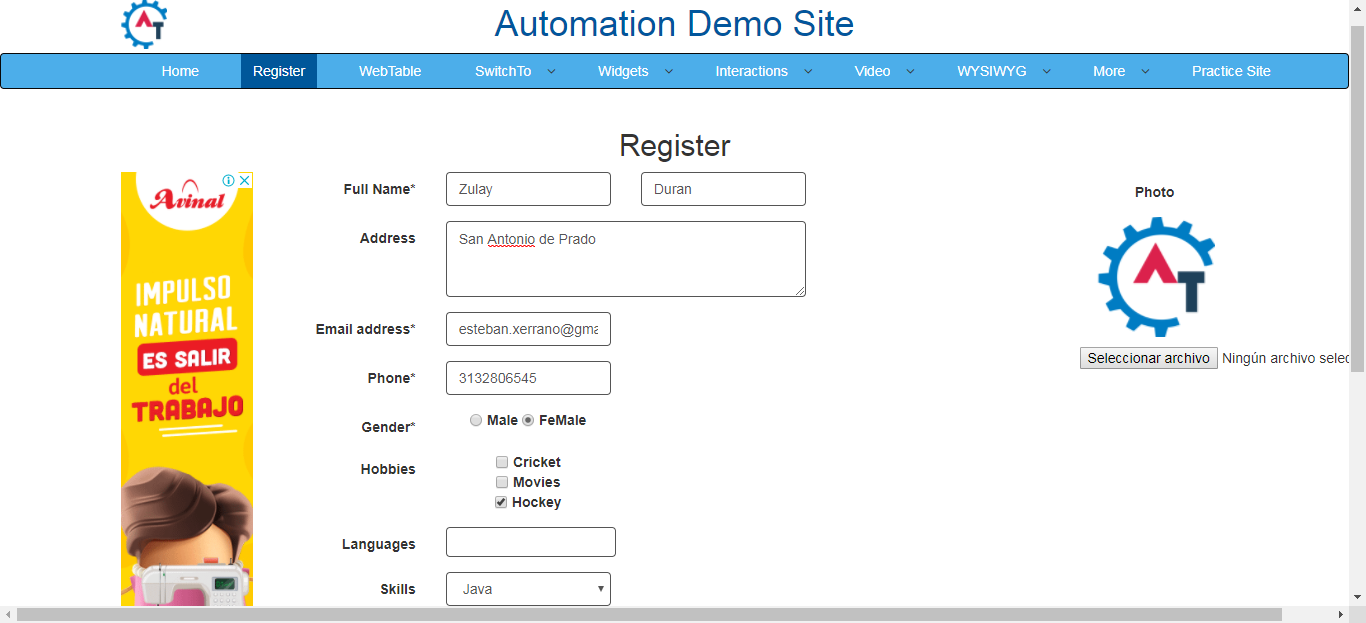 AT
Automation Demo Site
Home Register WebTable SwitchTo Widgets Interactions Video WYSIWYG More Practice Site
Register
Avinal
IMPULSO
NATURAL
ES SALIR
del
TRABAJO
Full Name* Zulay Duran
Address San Antonio de Prado
Email address* esteban.xerrano@gma
Phone* 3132806545
Gender* Male FeMale
Hobbies Cricket
Movies
Hockey
Languages
Skills Java
Photo
AT
Seleccionar archivo Ningún archivo selec